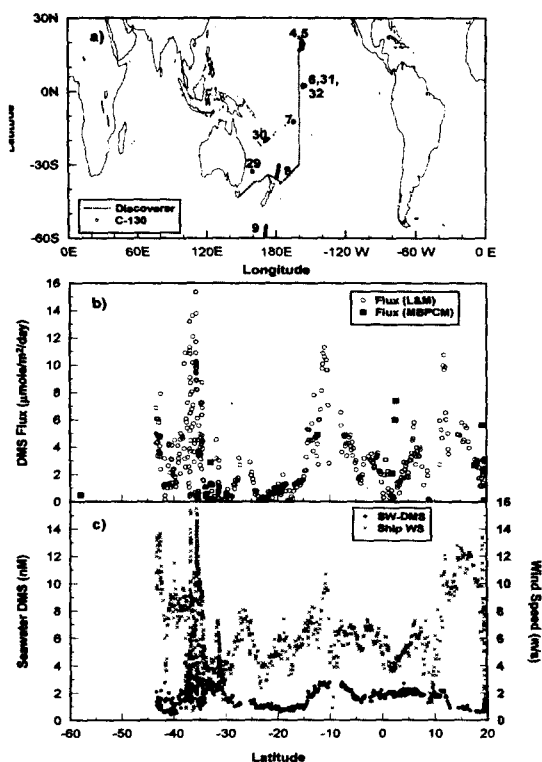 30N
a)
4,5
0N
6,31,
32
7
30
30S
29
8
9
Discoverer
C-130
60S
0E 60E 120E 180E -120 W -60 W 0 E
Latitude
Longitude
16
b)
Flux (L&M)
14
Flux (MBPCM)
12
10
8
6
4
2
0
DMS Flux (µmole/m²/day)
16
c)
SW-DMS
14 14
Ship WS
12 12
10 10
8 8
6 6
4 4
2 2
0 0
Seawater DMS (nM)
Wind Speed (m/s)
-60 -50 -40 -30 -20 -10 0 10 20
Latitude